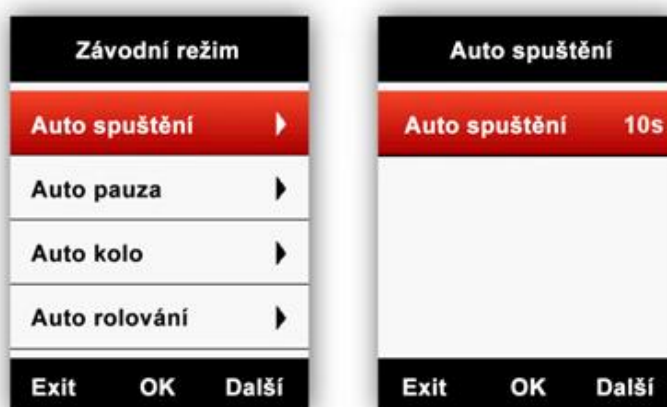 Závodní režim
Auto spuštění
Auto pauza
Auto kolo
Auto rolování
Exit OK Další
Auto spuštění
Auto spuštění 10s
Exit OK Další